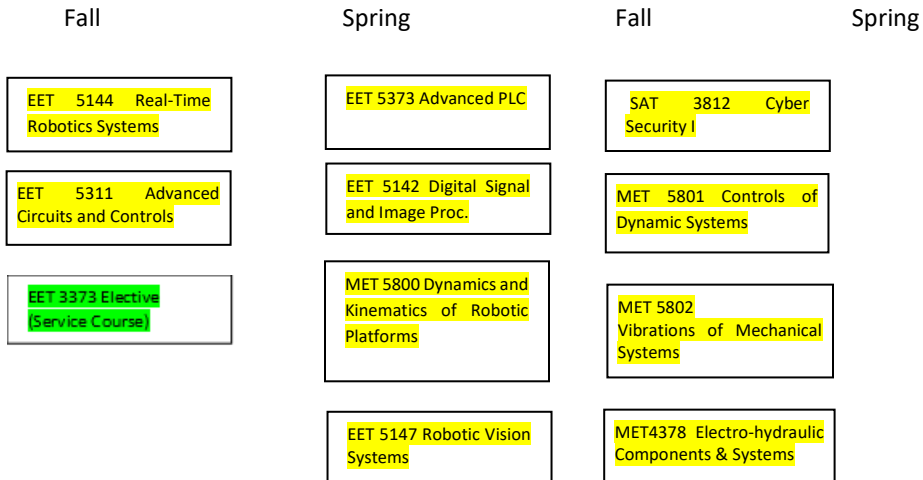 Fall Spring Fall Spring
EET 5144 Real-Time
Robotics Systems
EET 5311 Advanced
Circuits and Controls
EET 3373 Elective
(Service Course)
EET 5373 Advanced PLC
EET 5142 Digital Signal
and Image Proc.
MET 5800 Dynamics and
Kinematics of Robotic
Platforms
EET 5147 Robotic Vision
Systems
SAT 3812 Cyber
Security I
MET 5801 Controls of
Dynamic Systems
MET 5802
Vibrations of Mechanical
Systems
MET4378 Electro-hydraulic
Components & Systems